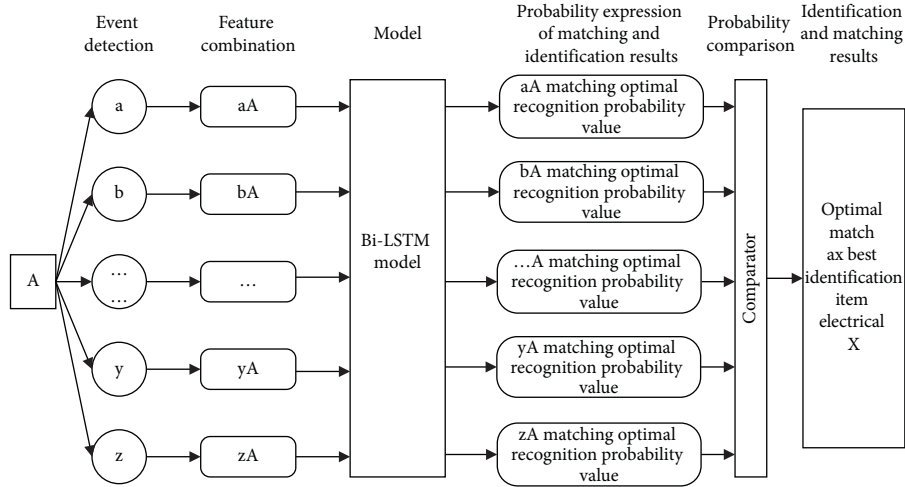 Event
detection
Feature
combination
Model
Probability expression
of matching and
identification results
Probability
comparison
Identification
and matching
results
A
a
aA
aA matching optimal
recognition probability
value
b
bA
bA matching optimal
recognition probability
value
...
...
...
...A matching optimal
recognition probability
value
y
yA
yA matching optimal
recognition probability
value
z
zA
zA matching optimal
recognition probability
value
Bi-LSTM
model
Comparator
Optimal
match
ax best
identification
item
electrical
X